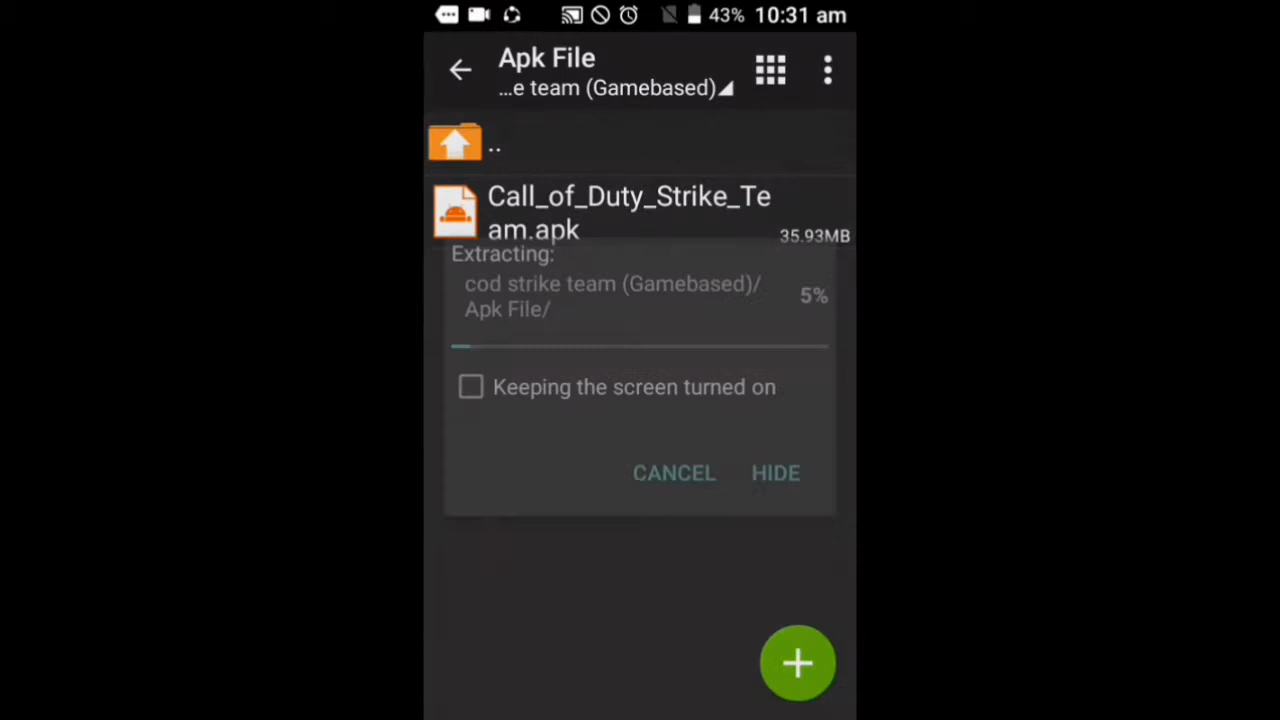 43% 10:31 am
Apk File
...e team (Gamebased)
..
Call_of_Duty_Strike_Te
am.apk
35.93MB
Extracting:
cod strike team (Gamebased)/
Apk File/
5%
Keeping the screen turned on
CANCEL HIDE